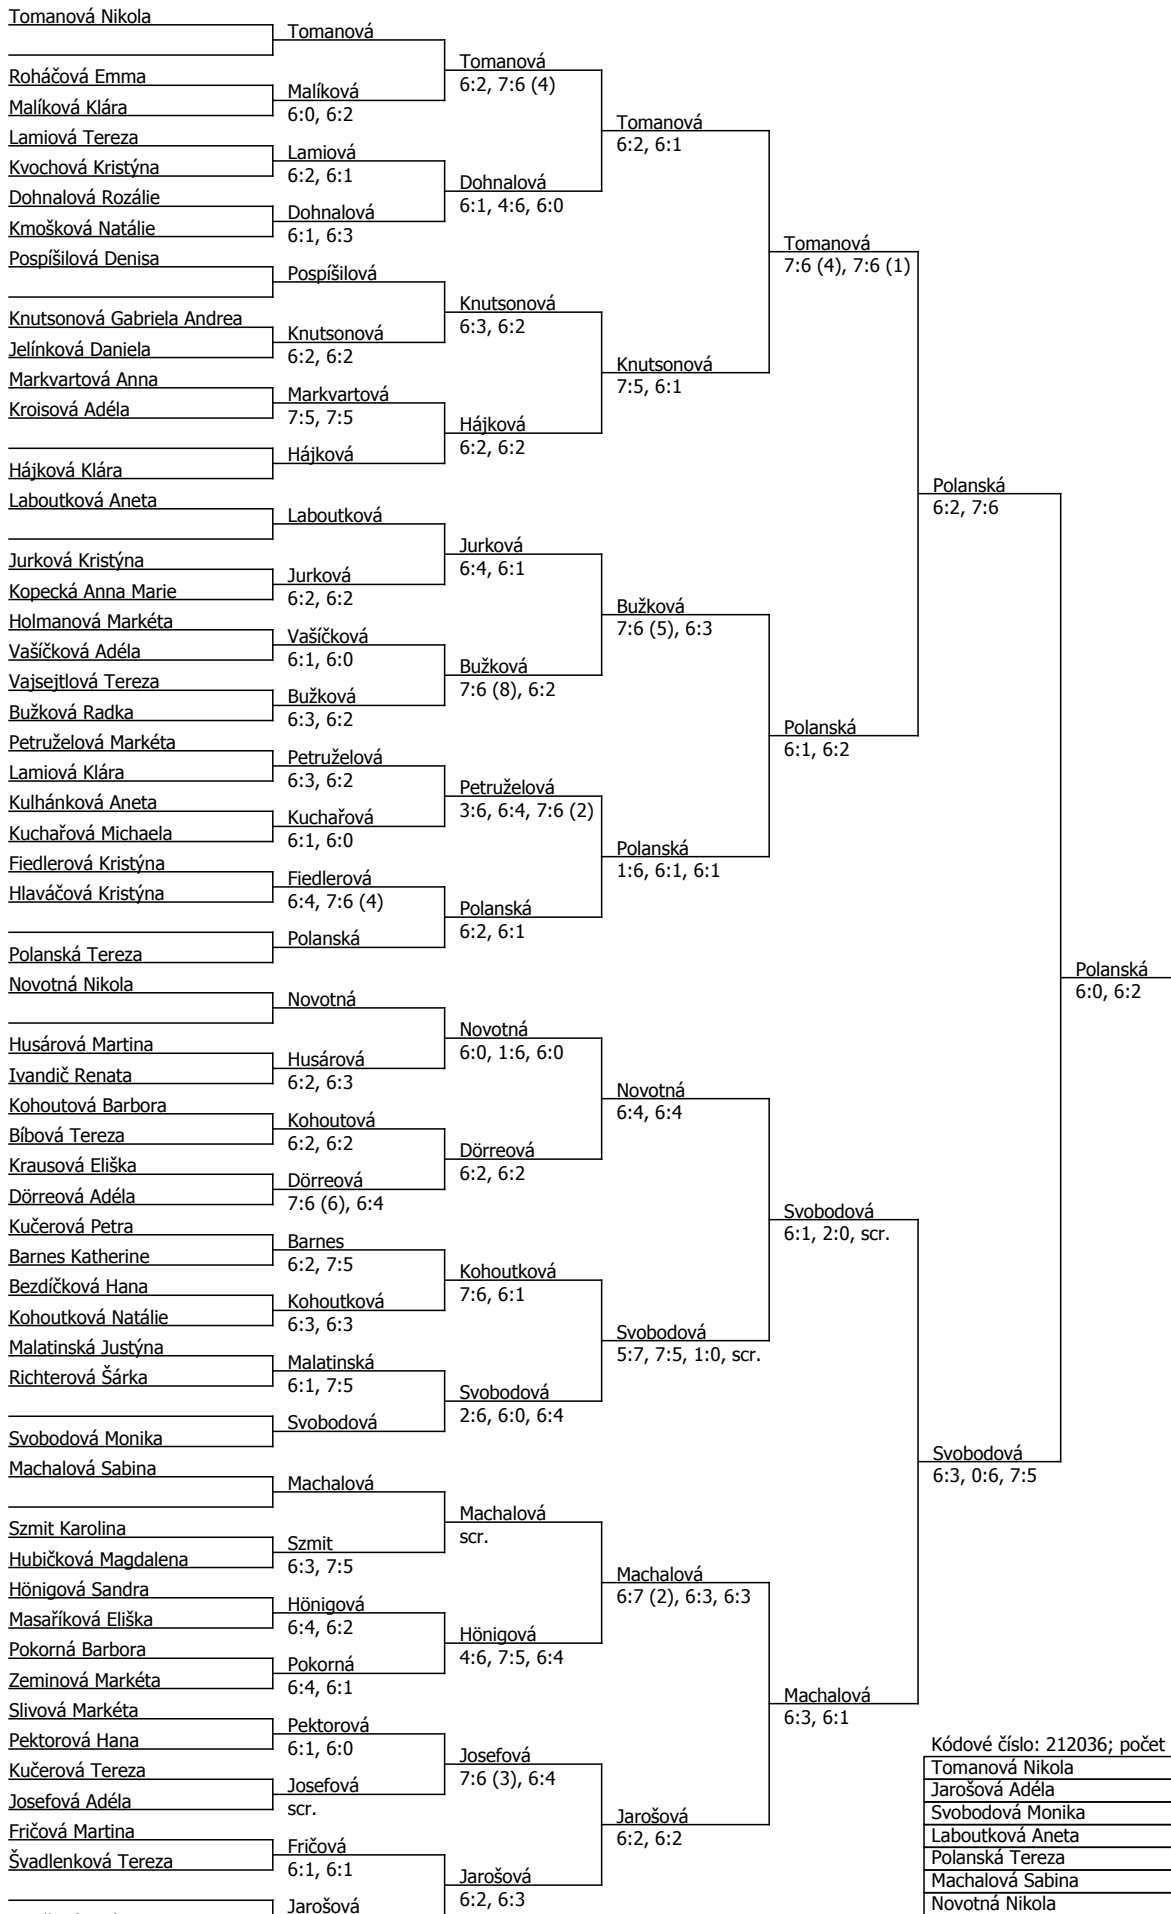 Tomanová Nikola
Roháčová Emma
Malíková Klára
Lamiová Tereza
Kvochová Kristýna
Dohnalová Rozálie
Kmošková Natálie
Pospíšilová Denisa
Knutsonová Gabriela Andrea
Jelínková Daniela
Markvartová Anna
Kroisová Adéla
Hájková Klára
Laboutková Aneta
Jurková Kristýna
Kopecká Anna Marie
Holmanová Markéta
Vašíčková Adéla
Vajsejtlová Tereza
Bužková Radka
Petruželová Markéta
Lamiová Klára
Kulhánková Aneta
Kuchařová Michaela
Fiedlerová Kristýna
Hlaváčová Kristýna
Polanská Tereza
Novotná Nikola
Husárová Martina
Ivandič Renata
Kohoutová Barbora
Bíbová Tereza
Krausová Eliška
Dörreová Adéla
Kučerová Petra
Barnes Katherine
Bezdíčková Hana
Kohoutková Natálie
Malatinská Justýna
Richterová Šárka
Svobodová Monika
Machalová Sabina
Szmit Karolina
Hubičková Magdalena
Hönigová Sandra
Masaříková Eliška
Pokorná Barbora
Zeminová Markéta
Slivová Markéta
Pektorová Hana
Kučerová Tereza
Josefová Adéla
Fričová Martina
Švadlenková Tereza
Tomanová
Malíková
6:0, 6:2
Lamiová
6:2, 6:1
Dohnalová
6:1, 6:3
Pospíšilová
Knutsonová
6:2, 6:2
Markvartová
7:5, 7:5
Hájková
Laboutková
Jurková
6:2, 6:2
Vašíčková
6:1, 6:0
Bužková
6:3, 6:2
Petruželová
6:3, 6:2
Kuchařová
6:1, 6:0
Fiedlerová
6:4, 7:6 (4)
Polanská
Novotná
Husárová
6:2, 6:3
Kohoutová
6:2, 6:2
Dörreová
7:6 (6), 6:4
Barnes
6:2, 7:5
Kohoutková
6:3, 6:3
Malatinská
6:1, 7:5
Svobodová
Machalová
Szmit
6:3, 7:5
Hönigová
6:4, 6:2
Pokorná
6:4, 6:1
Pektorová
6:1, 6:0
Josefová
scr.
Fričová
6:1, 6:1
Jarošová
Tomanová
6:2, 7:6 (4)
Dohnalová
6:1, 4:6, 6:0
Knutsonová
6:3, 6:2
Hájková
6:2, 6:2
Jurková
6:4, 6:1
Bužková
7:6 (8), 6:2
Petruželová
3:6, 6:4, 7:6 (2)
Polanská
6:2, 6:1
Novotná
6:0, 1:6, 6:0
Dörreová
6:2, 6:2
Kohoutková
7:6, 6:1
Svobodová
2:6, 6:0, 6:4
Machalová
scr.
Hönigová
4:6, 7:5, 6:4
Josefová
7:6 (3), 6:4
Jarošová
6:2, 6:3
Tomanová
6:2, 6:1
Knutsonová
7:5, 6:1
Bužková
7:6 (5), 6:3
Polanská
1:6, 6:1, 6:1
Novotná
6:4, 6:4
Svobodová
5:7, 7:5, 1:0, scr.
Machalová
6:7 (2), 6:3, 6:3
Jarošová
6:2, 6:2
Tomanová
7:6 (4), 7:6 (1)
Polanská
6:1, 6:2
Svobodová
6:1, 2:0, scr.
Machalová
6:3, 6:1
Polanská
6:2, 7:6
Svobodová
6:3, 0:6, 7:5
Polanská
6:0, 6:2
Kódové číslo: 212036; počet
Tomanová Nikola
Jarošová Adéla
Svobodová Monika
Laboutková Aneta
Polanská Tereza
Machalová Sabina
Novotná Nikola